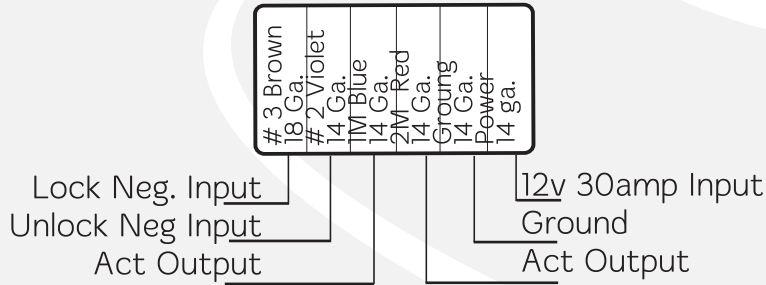 # 3 Brown
18 Ga.
# 2 Violet
14 Ga.
1M Blue
14 Ga.
2M Red
14 Ga.
Groung
14 Ga.
Power
14 ga.
Lock Neg. Input
Unlock Neg Input
Act Output
12v 30amp Input
Ground
Act Output